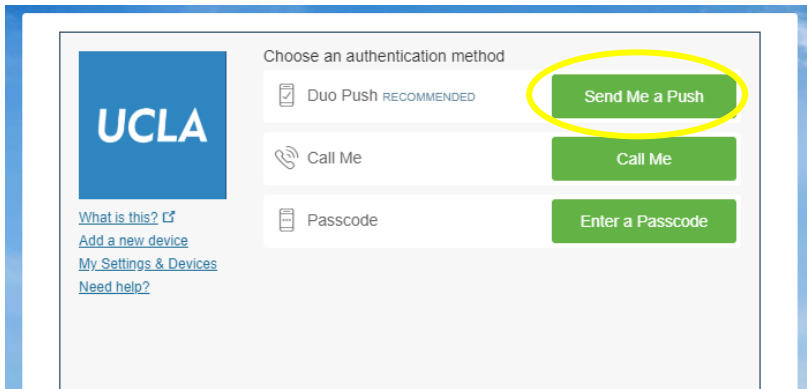 Choose an authentication method
UCLA
Duo Push RECOMMENDED
Send Me a Push
Call Me
Call Me
Passcode
Enter a Passcode
What is this?
Add a new device
My Settings & Devices
Need help?